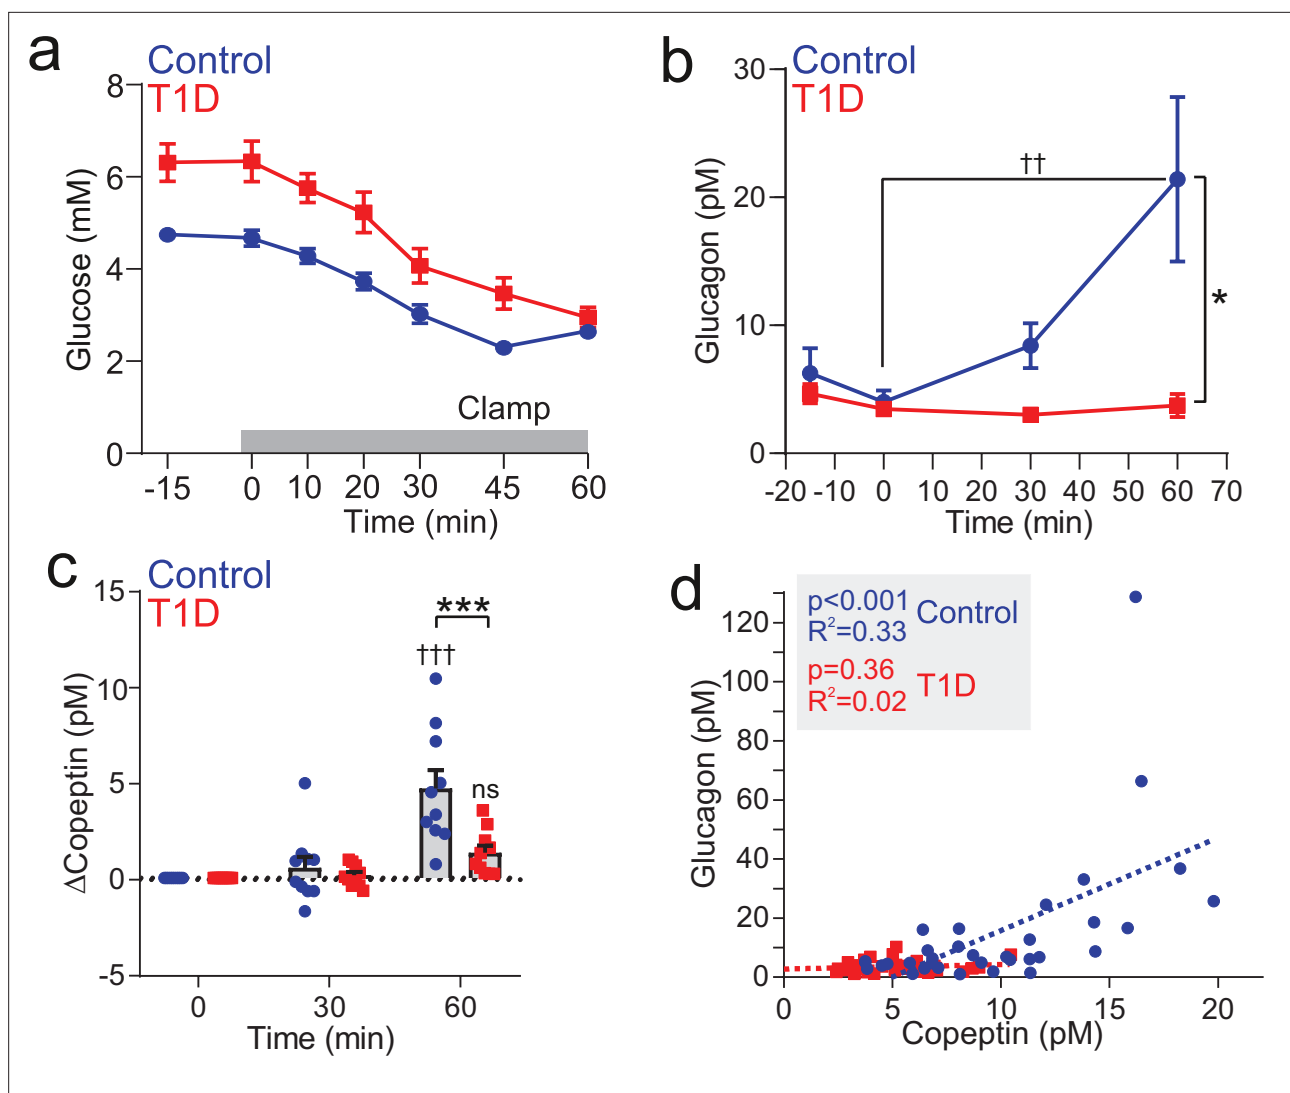 a
Control
T1D
8
6
4
2
0
Glucose (mM)
Clamp
-15 0 10 20 30 45 60
Time (min)
b
Control
T1D
30
20
10
0
Glucagon (pM)
††
*
-20 -10 0 10 20 30 40 50 60 70
Time (min)
c
Control
T1D
15
10
5
0
-5
ΔCopeptin (pM)
***
†††
ns
0 30 60
Time (min)
d
p<0.001
R²=0.33
Control
p=0.36
R²=0.02
T1D
120
100
80
60
40
20
0
Glucagon (pM)
0 5 10 15 20
Copeptin (pM)